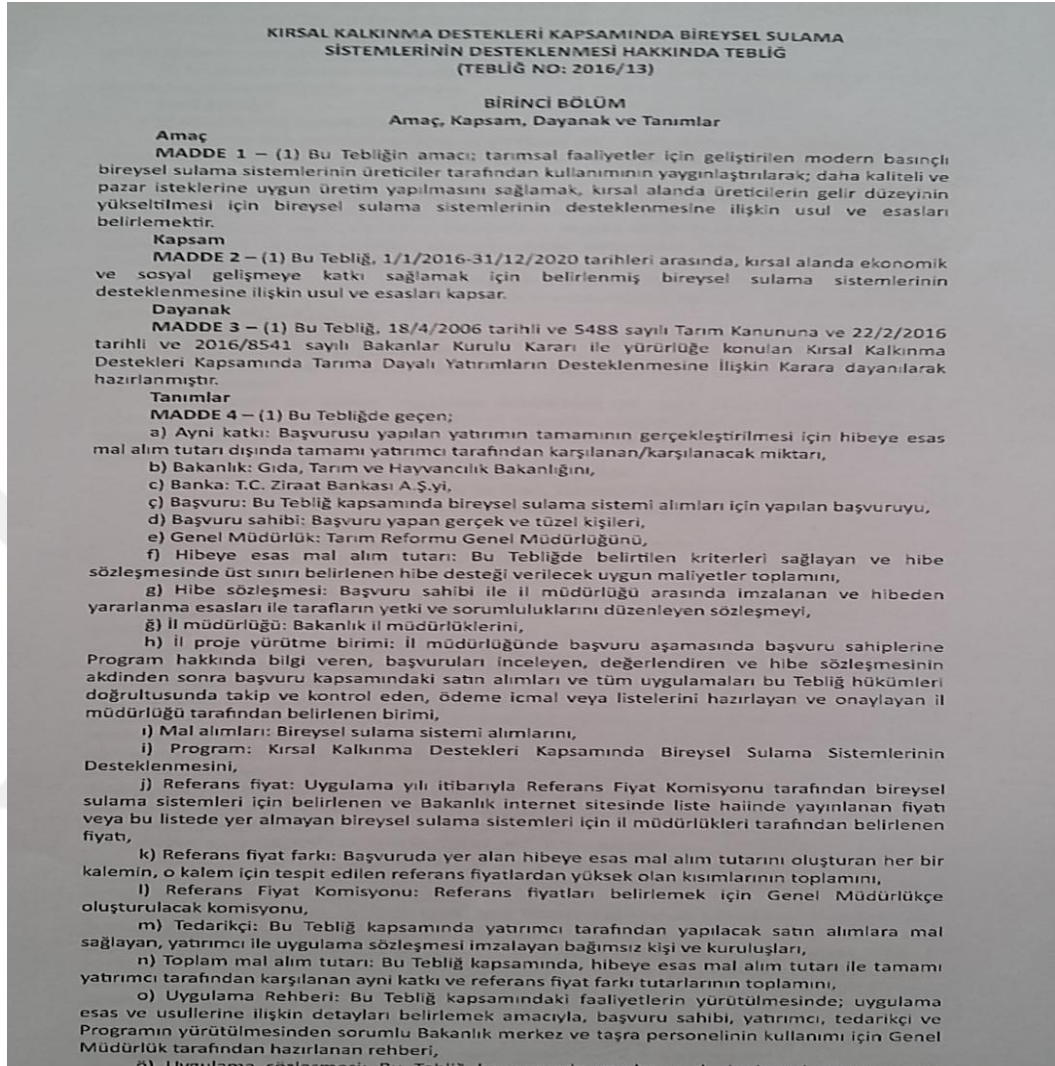 KIRSAL KALKINMA DESTEKLERİ KAPSAMINDA BİREYSEL SULAMA
SİSTEMLERİNİN DESTEKLENMESİ HAKKINDA TEBLİĞ
(TEBLİĞ NO: 2016/13)
BİRİNCİ BÖLÜM
Amaç, Kapsam, Dayanak ve Tanımlar
Amaç
MADDE 1 – (1) Bu Tebliğin amacı; tarımsal faaliyetler için geliştirilen modern basınçlı
bireysel sulama sistemlerinin üreticiler tarafından kullanımının yaygınlaştırılarak; daha kaliteli ve
pazar isteklerine uygun üretim yapılmasını sağlamak, kırsal alanda üreticilerin gelir düzeyinin
yükseltilmesi için bireysel sulama sistemlerinin desteklenmesine ilişkin usul ve esasları
belirlemektir.
Kapsam
MADDE 2 – (1) Bu Tebliğ, 1/1/2016-31/12/2020 tarihleri arasında, kırsal alanda ekonomik
ve sosyal gelişmeye katkı sağlamak için belirlenmiş bireysel sulama sistemlerinin
desteklenmesine ilişkin usul ve esasları kapsar.
Dayanak
MADDE 3 – (1) Bu Tebliğ, 18/4/2006 tarihli ve 5488 sayılı Tarım Kanununa ve 22/2/2016
tarihli ve 2016/8541 sayılı Bakanlar Kurulu Kararı ile yürürlüğe konulan Kırsal Kalkınma
Destekleri Kapsamında Tarıma Dayalı Yatırımların Desteklenmesine İlişkin Karara dayanılarak
hazırlanmıştır.
Tanımlar
MADDE 4 – (1) Bu Tebliğde geçen;
a) Ayni katkı: Başvurusu yapılan yatırımın tamamının gerçekleştirilmesi için hibeye esas
mal alım tutarı dışında tamamı yatırımcı tarafından karşılanan/karşılanacak miktarı,
b) Bakanlık: Gıda, Tarım ve Hayvancılık Bakanlığını,
c) Banka: T.C. Ziraat Bankası A.Ş.yi,
ç) Başvuru: Bu Tebliğ kapsamında bireysel sulama sistemi alımları için yapılan başvuruyu,
d) Başvuru sahibi: Başvuru yapan gerçek ve tüzel kişileri,
e) Genel Müdürlük: Tarım Reformu Genel Müdürlüğünü,
f) Hibeye esas mal alım tutarı: Bu Tebliğde belirtilen kriterleri sağlayan ve hibe
sözleşmesinde üst sınırı belirlenen hibe desteği verilecek uygun maliyetler toplamını,
g) Hibe sözleşmesi: Başvuru sahibi ile il müdürlüğü arasında imzalanan ve hibeden
yararlanma esasları ile tarafların yetki ve sorumluluklarını düzenleyen sözleşmeyi,
ğ) İl müdürlüğü: Bakanlık il müdürlüklerini,
h) İl proje yürütme birimi: İl müdürlüğünde başvuru aşamasında başvuru sahiplerine
Program hakkında bilgi veren, başvuruları inceleyen, değerlendiren ve hibe sözleşmesinin
akdinden sonra başvuru kapsamındaki satın alımları ve tüm uygulamaları bu Tebliğ hükümleri
doğrultusunda takip ve kontrol eden, ödeme icmal veya listelerini hazırlayan ve onaylayan il
müdürlüğü tarafından belirlenen birimi,
ı) Mal alımları: Bireysel sulama sistemi alımlarını,
i) Program: Kırsal Kalkınma Destekleri Kapsamında Bireysel Sulama Sistemlerinin
Desteklenmesini,
j) Referans fiyat: Uygulama yılı itibarıyla Referans Fiyat Komisyonu tarafından bireysel
sulama sistemleri için belirlenen ve Bakanlık internet sitesinde liste halinde yayınlanan fiyatı
veya bu listede yer almayan bireysel sulama sistemleri için il müdürlükleri tarafından belirlenen
fiyatı,
k) Referans fiyat farkı: Başvuruda yer alan hibeye esas mal alım tutarını oluşturan her bir
kalemin, o kalem için tespit edilen referans fiyatlardan yüksek olan kısımlarının toplamını,
l) Referans Fiyat Komisyonu: Referans fiyatları belirlemek için Genel Müdürlükçe
oluşturulacak komisyonu,
m) Tedarikçi: Bu Tebliğ kapsamında yatırımcı tarafından yapılacak satın alımlara mal
sağlayan, yatırımcı ile uygulama sözleşmesi imzalayan bağımsız kişi ve kuruluşları,
n) Toplam mal alım tutarı: Bu Tebliğ kapsamında, hibeye esas mal alım tutarı ile tamamı
yatırımcı tarafından karşılanan ayni katkı ve referans fiyat farkı tutarlarının toplamını,
o) Uygulama Rehberi: Bu Tebliğ kapsamındaki faaliyetlerin yürütülmesinde; uygulama
esas ve usullerine ilişkin detayları belirlemek amacıyla, başvuru sahibi, yatırımcı, tedarikçi ve
Programın yürütülmesinden sorumlu Bakanlık merkez ve taşra personelinin kullanımı için Genel
Müdürlük tarafından hazırlanan rehberi,